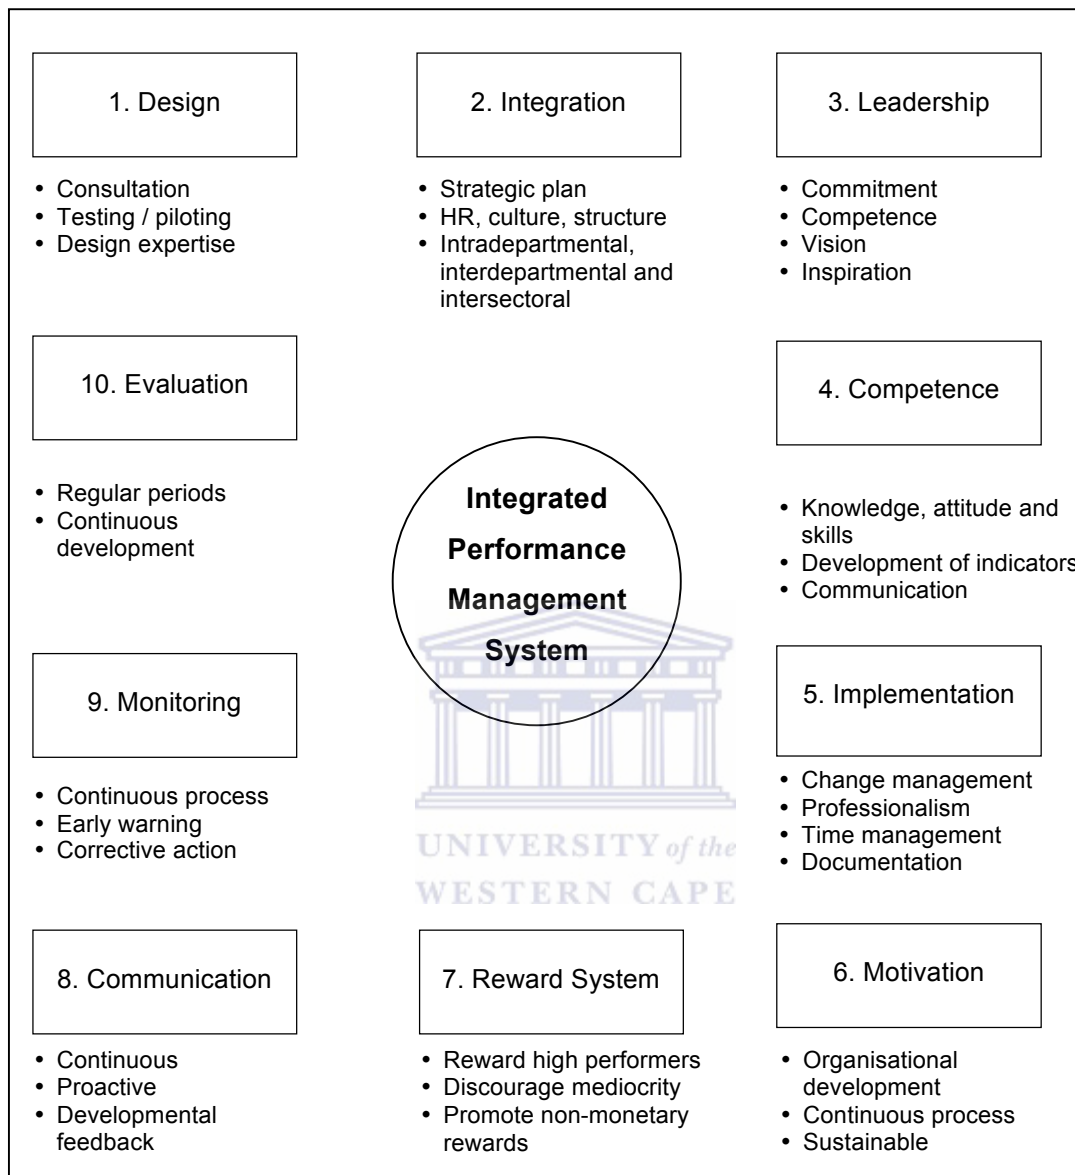 1. Design
• Consultation
• Testing / piloting
• Design expertise
2. Integration
• Strategic plan
• HR, culture, structure
• Intradepartmental,
interdepartmental and
intersectoral
3. Leadership
• Commitment
• Competence
• Vision
• Inspiration
10. Evaluation
• Regular periods
• Continuous
development
Integrated
Performance
Management
System
4. Competence
• Knowledge, attitude and
skills
• Development of indicators
• Communication
9. Monitoring
• Continuous process
• Early warning
• Corrective action
UNIVERSITY of the
WESTERN CAPE
5. Implementation
• Change management
• Professionalism
• Time management
• Documentation
8. Communication
• Continuous
• Proactive
• Developmental
feedback
7. Reward System
• Reward high performers
• Discourage mediocrity
• Promote non-monetary
rewards
6. Motivation
• Organisational
development
• Continuous process
• Sustainable